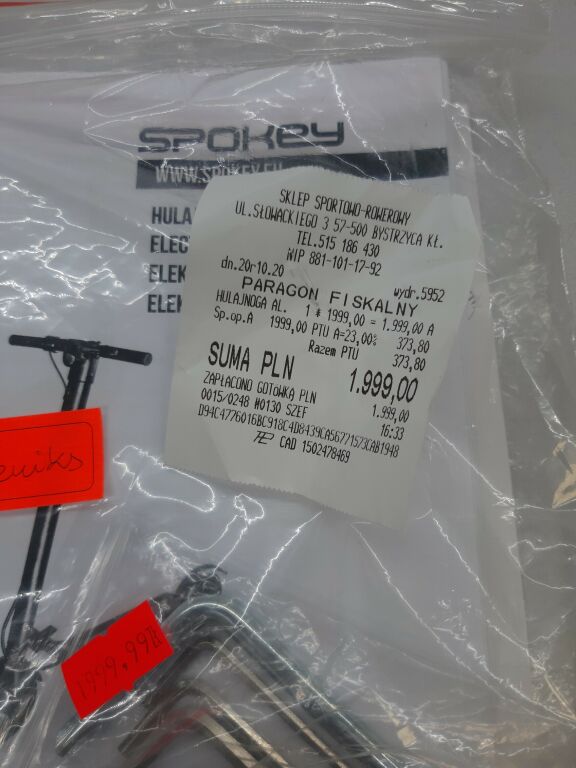 SPOKEY
WWW.SPOKEY.EU
HULA
ELEC
ELEK
ELEK
SKLEP SPORTOWO-ROWEROWY
UL.SŁOWACKIEGO 3 57-500 BYSTRZYCA KŁ.
TEL.515 186 430
NIP 881-101-17-92
dn.20r10.20 wydr.5952
PARAGON FISKALNY
HULAJNOGA AL. 1 * 1999,00 = 1.999,00 A
Sp.op.A 1999,00 PTU A=23,00% 373,80
Razem PTU 373,80
SUMA PLN 1.999,00
ZAPŁACONO GOTÓWKĄ PLN 1.999,00
0015/0248 #0130 SZEF 16:33
D94C4776016BC918C4D8439CA56771573CAB1948
CAD 1502478469
1999,99